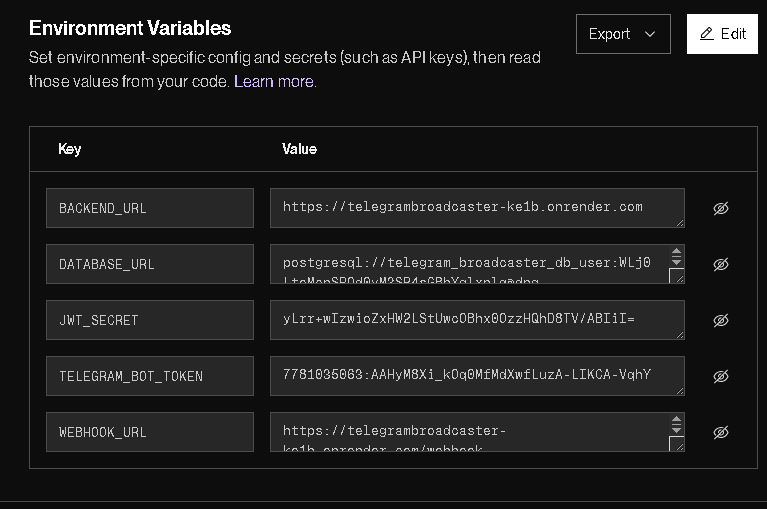 Environment Variables
Export
Edit
Set environment-specific config and secrets (such as API keys), then read
those values from your code. Learn more.
Key Value
BACKEND_URL https://telegrambroadcaster-ke1b.onrender.com
DATABASE_URL postgresql://telegram_broadcaster_db_user:WLj0
JWT_SECRET yLrr+wIzwioZxHW2LStUwcOBhx0OzzHQhD8TV/ABIiI=
TELEGRAM_BOT_TOKEN 7781035063:AAHyM8Xi_kOq0MfMdXwfLuzA-LIKCA-VqhY
WEBHOOK_URL https://telegrambroadcaster-
ke1b.onrender.com/webhook